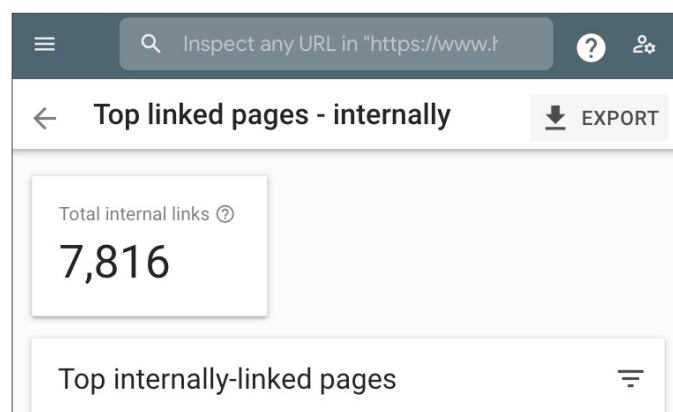 Inspect any URL in "https://www.h
Top linked pages - internally
EXPORT
Total internal links
7,816
Top internally-linked pages